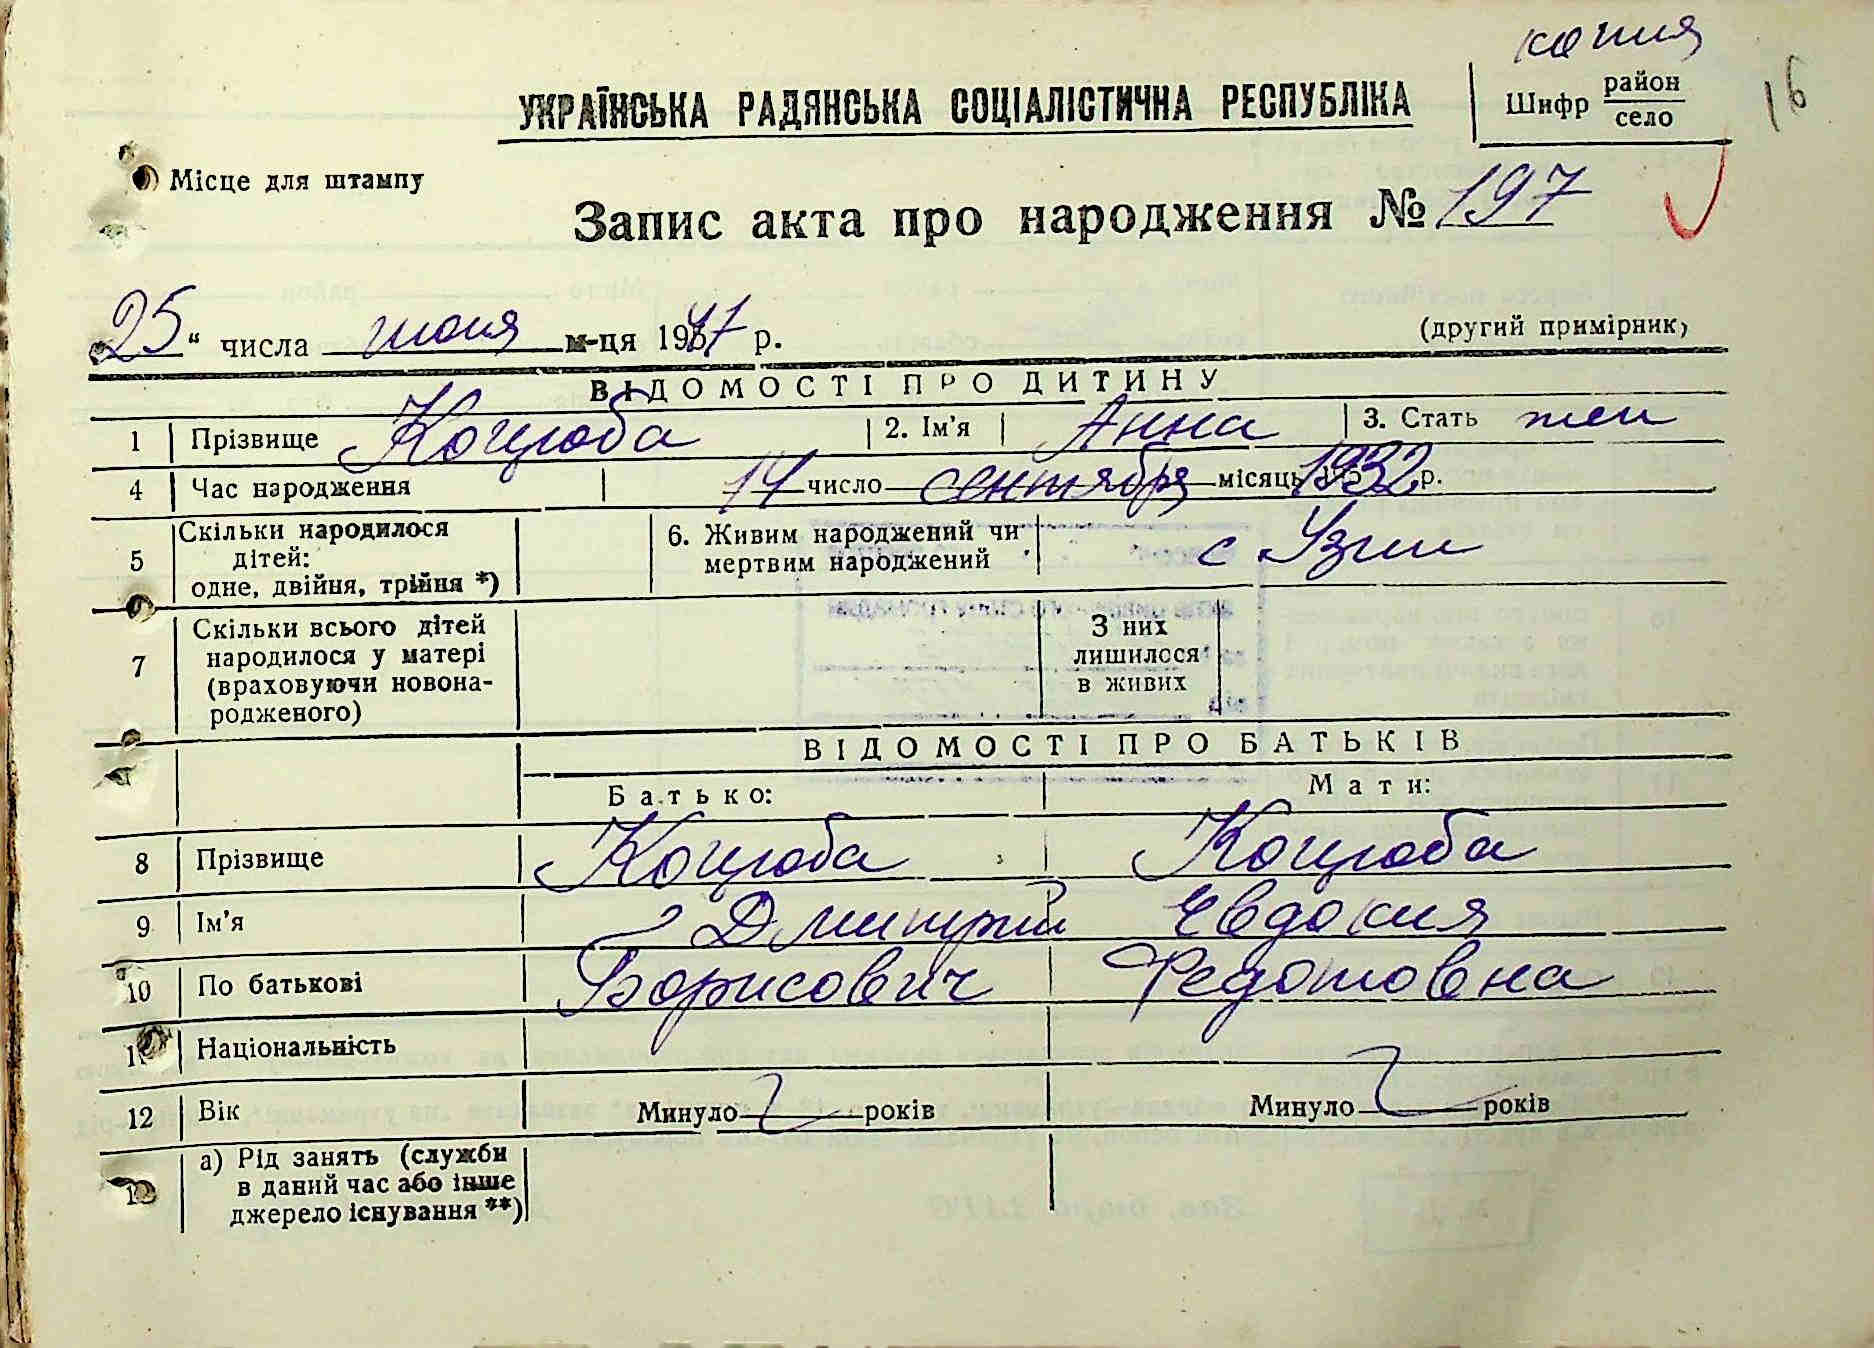 копия
УКРАЇНСЬКА РАДЯНСЬКА СОЦІАЛІСТИЧНА РЕСПУБЛІКА
Шифр район
село
16
Місце для штампу
Запис акта про народження № 197
25 " числа июня м-ця 1947 р.
(другий примірник)
ВІДОМОСТІ ПРО ДИТИНУ
1 Прізвище Коцюба 2. Ім'я Анна 3. Стать жен
4 Час народження 14 число сентября місяць 1932 р.
5 Скільки народилося дітей: одне, двійня, трійня *) 6. Живим народжений чи мертвим народжений с Узин
7 Скільки всього дітей народилося у матері (враховуючи новонародженого) З них лишилося в живих
ВІДОМОСТІ ПРО БАТЬКІВ
Батько: Мати:
8 Прізвище Коцюба Коцюба
9 Ім'я Дмитрий Евдокия
10 По батькові Борисович Федотовна
11 Національність
12 Вік Минуло років Минуло років
13 а) Рід занять (служби в даний час або інше джерело існування **)